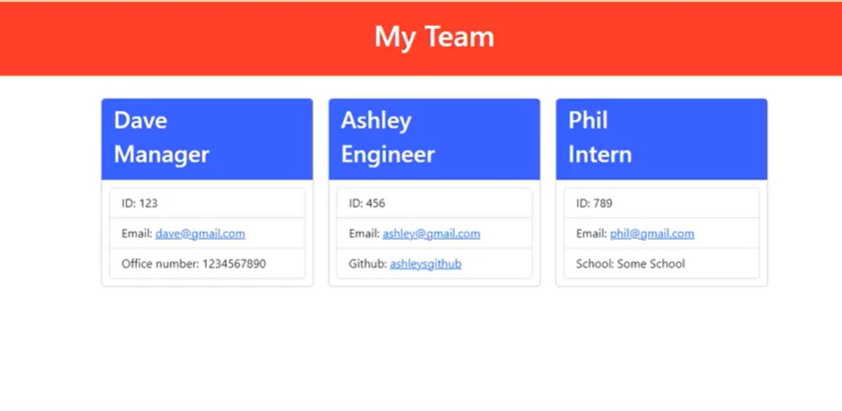 My Team
Dave
Manager
ID: 123
Email: dave@gmail.com
Office number: 1234567890
Ashley
Engineer
ID: 456
Email: ashley@gmail.com
Github: ashleysgithub
Phil
Intern
ID: 789
Email: phil@gmail.com
School: Some School